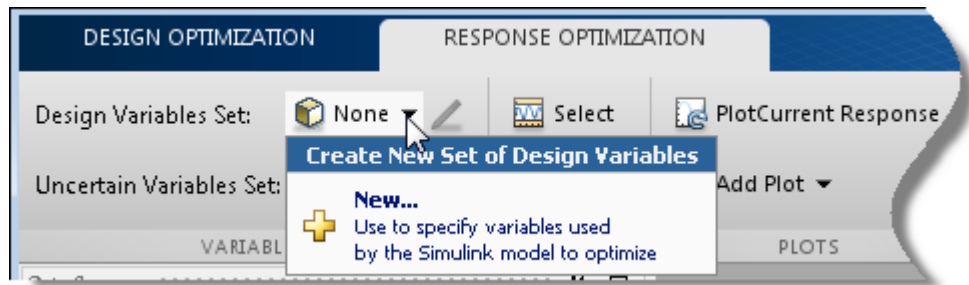 DESIGN OPTIMIZATION RESPONSE OPTIMIZATION
Design Variables Set: None Select PlotCurrent Response
Create New Set of Design Variables
Uncertain Variables Set: Add Plot
New...
Use to specify variables used
by the Simulink model to optimize
VARIABL PLOTS